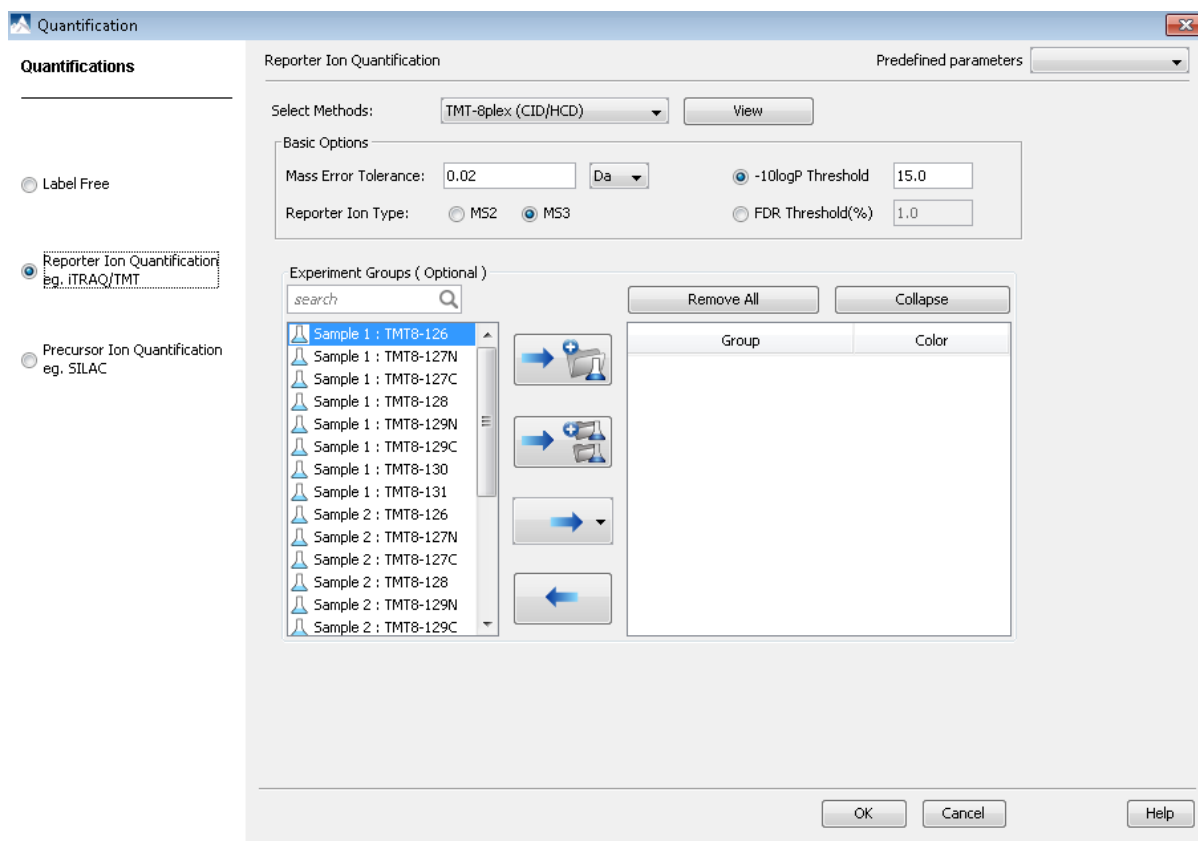 Quantification
Quantifications
Label Free
Reporter Ion Quantification
eg. iTRAQ/TMT
Precursor Ion Quantification
eg. SILAC
Reporter Ion Quantification
Predefined parameters
Select Methods:
TMT-8plex (CID/HCD)
View
Basic Options
Mass Error Tolerance:
0.02
Da
-10logP Threshold
15.0
Reporter Ion Type:
MS2
MS3
FDR Threshold(%)
1.0
Experiment Groups ( Optional )
search
Remove All
Collapse
Sample 1 : TMT8-126
Sample 1 : TMT8-127N
Sample 1 : TMT8-127C
Sample 1 : TMT8-128
Sample 1 : TMT8-129N
Sample 1 : TMT8-129C
Sample 1 : TMT8-130
Sample 1 : TMT8-131
Sample 2 : TMT8-126
Sample 2 : TMT8-127N
Sample 2 : TMT8-127C
Sample 2 : TMT8-128
Sample 2 : TMT8-129N
Sample 2 : TMT8-129C
Group
Color
OK
Cancel
Help